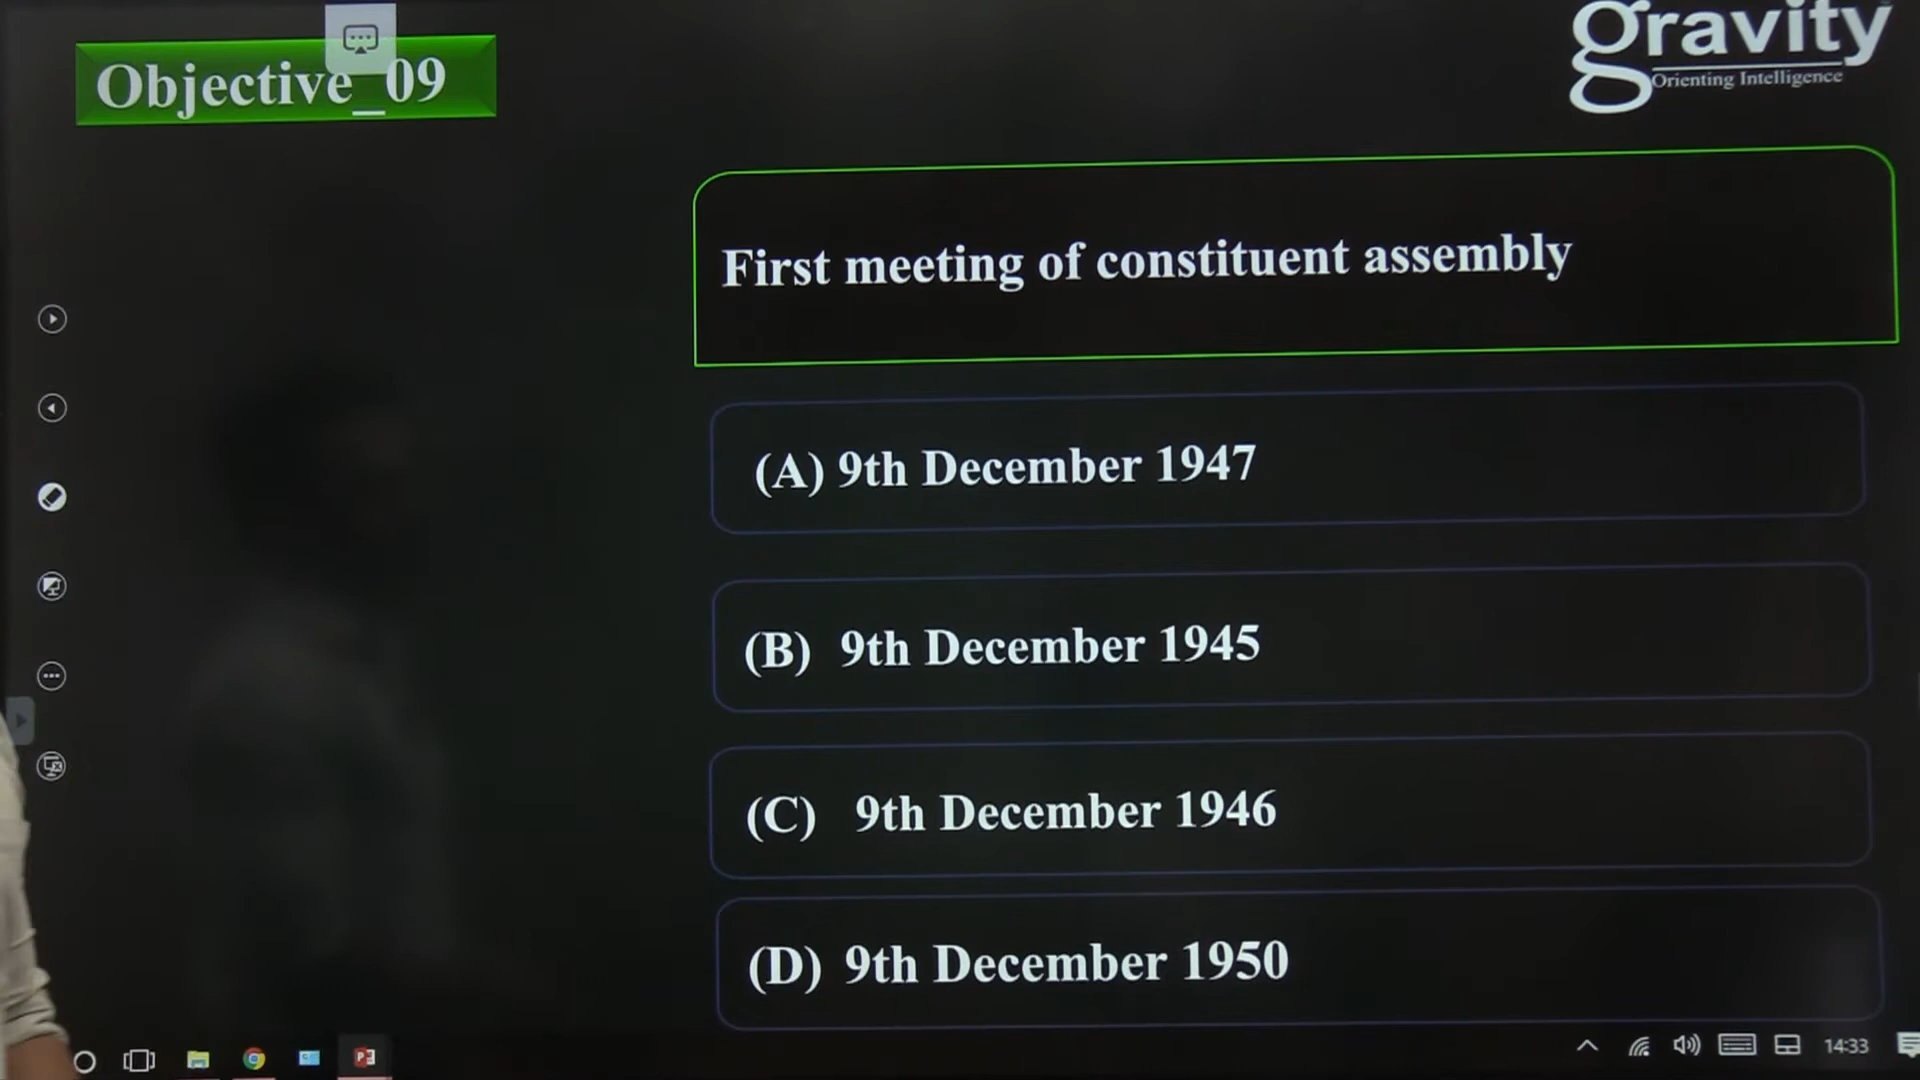 Objective_09
gravity
Orienting Intelligence
First meeting of constituent assembly
(A) 9th December 1947
(B) 9th December 1945
(C) 9th December 1946
(D) 9th December 1950
14:33